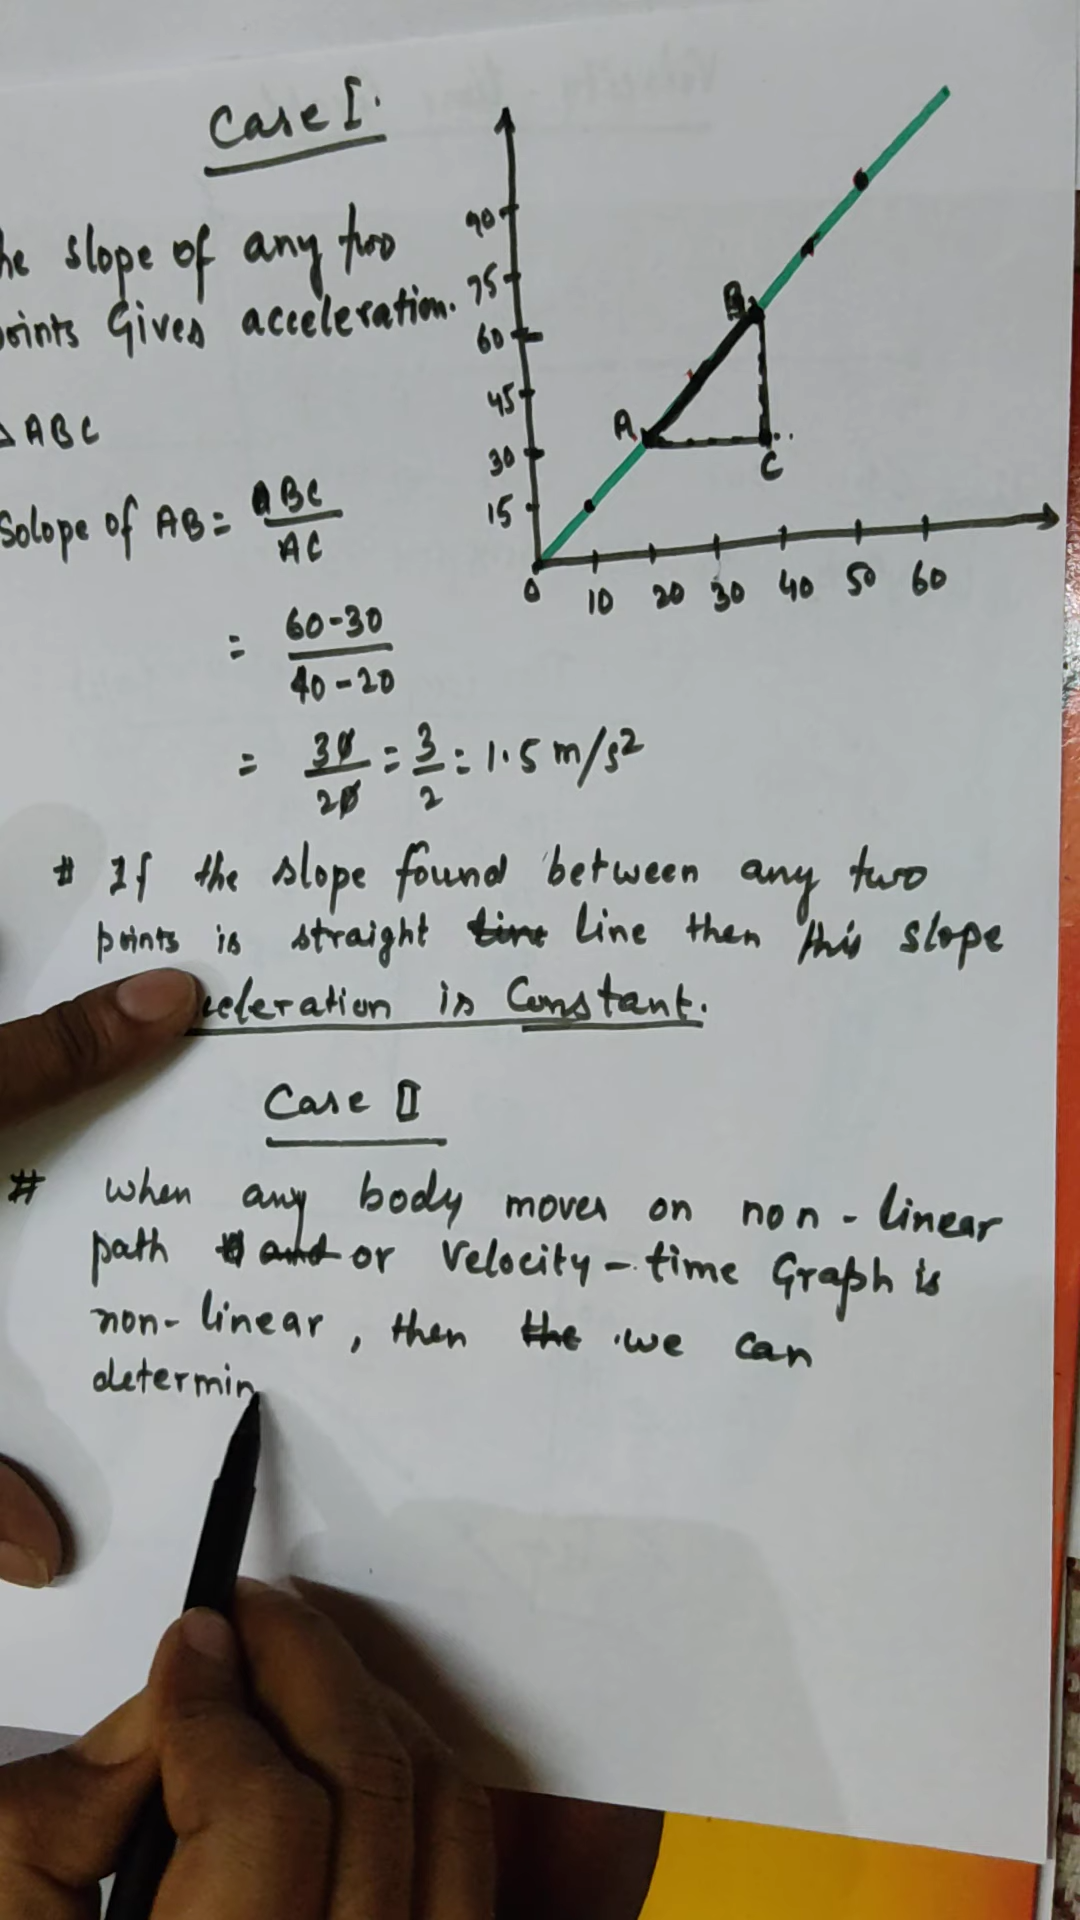 Case I.
he slope of any two
oints Gives acceleration.
ABC
Solope of AB = BC
AC
= 60-30
40-20
= 30 = 3 = 1.5 m/s²
20 2
90
75
60
45
30
15
A
B
C
0 10 20 30 40 50 60
# If the slope found between any two
points is straight time line then this slope
celeration is Constant.
Case II
# when any body moves on non-linear
path and or Velocity-time Graph is
non-linear, then the we can
determin